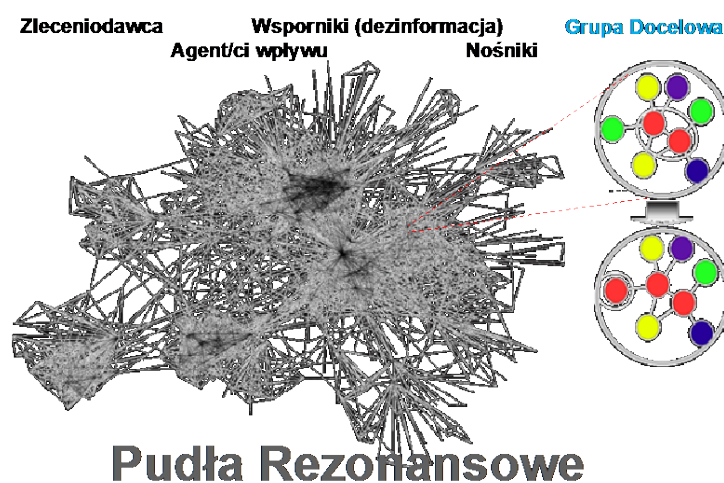 Zleceniodawca Wsporniki (dezinformacja) Grupa Docelowa
Agent/ci wpływu Nośniki
Pudła Rezonansowe